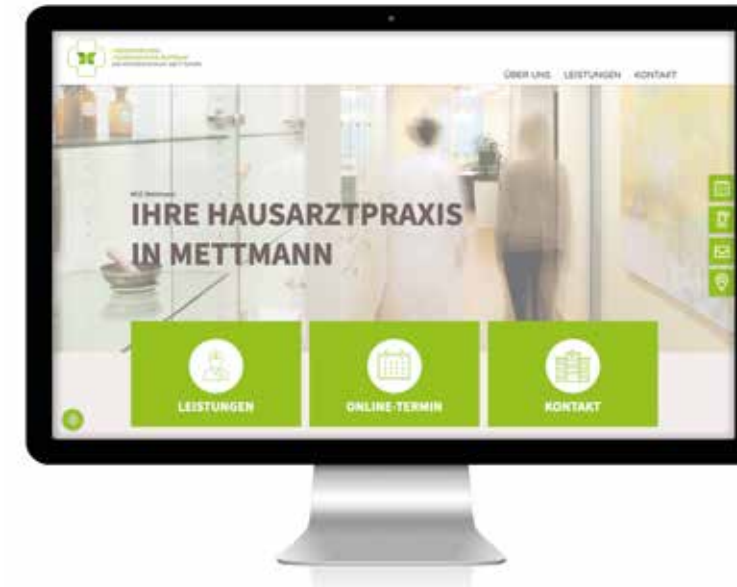 ÜBER UNS LEISTUNGEN KONTAKT
IHRE HAUSARZTPRAXIS
IN METTMANN
LEISTUNGEN
ONLINE-TERMIN
KONTAKT